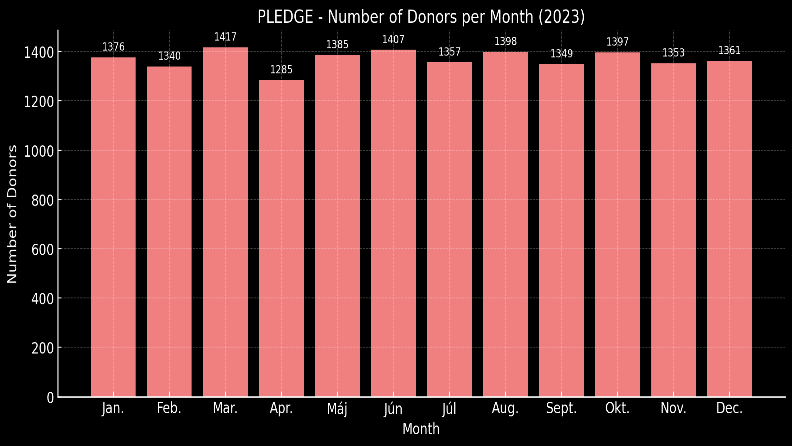 PLEDGE - Number of Donors per Month (2023)
Number of Donors
1400
1200
1000
800
600
400
200
0
1376
1340
1417
1285
1385
1407
1357
1398
1349
1397
1353
1361
Jan.
Feb.
Mar.
Apr.
Máj
Jún
Júl
Aug.
Sept.
Okt.
Nov.
Dec.
Month